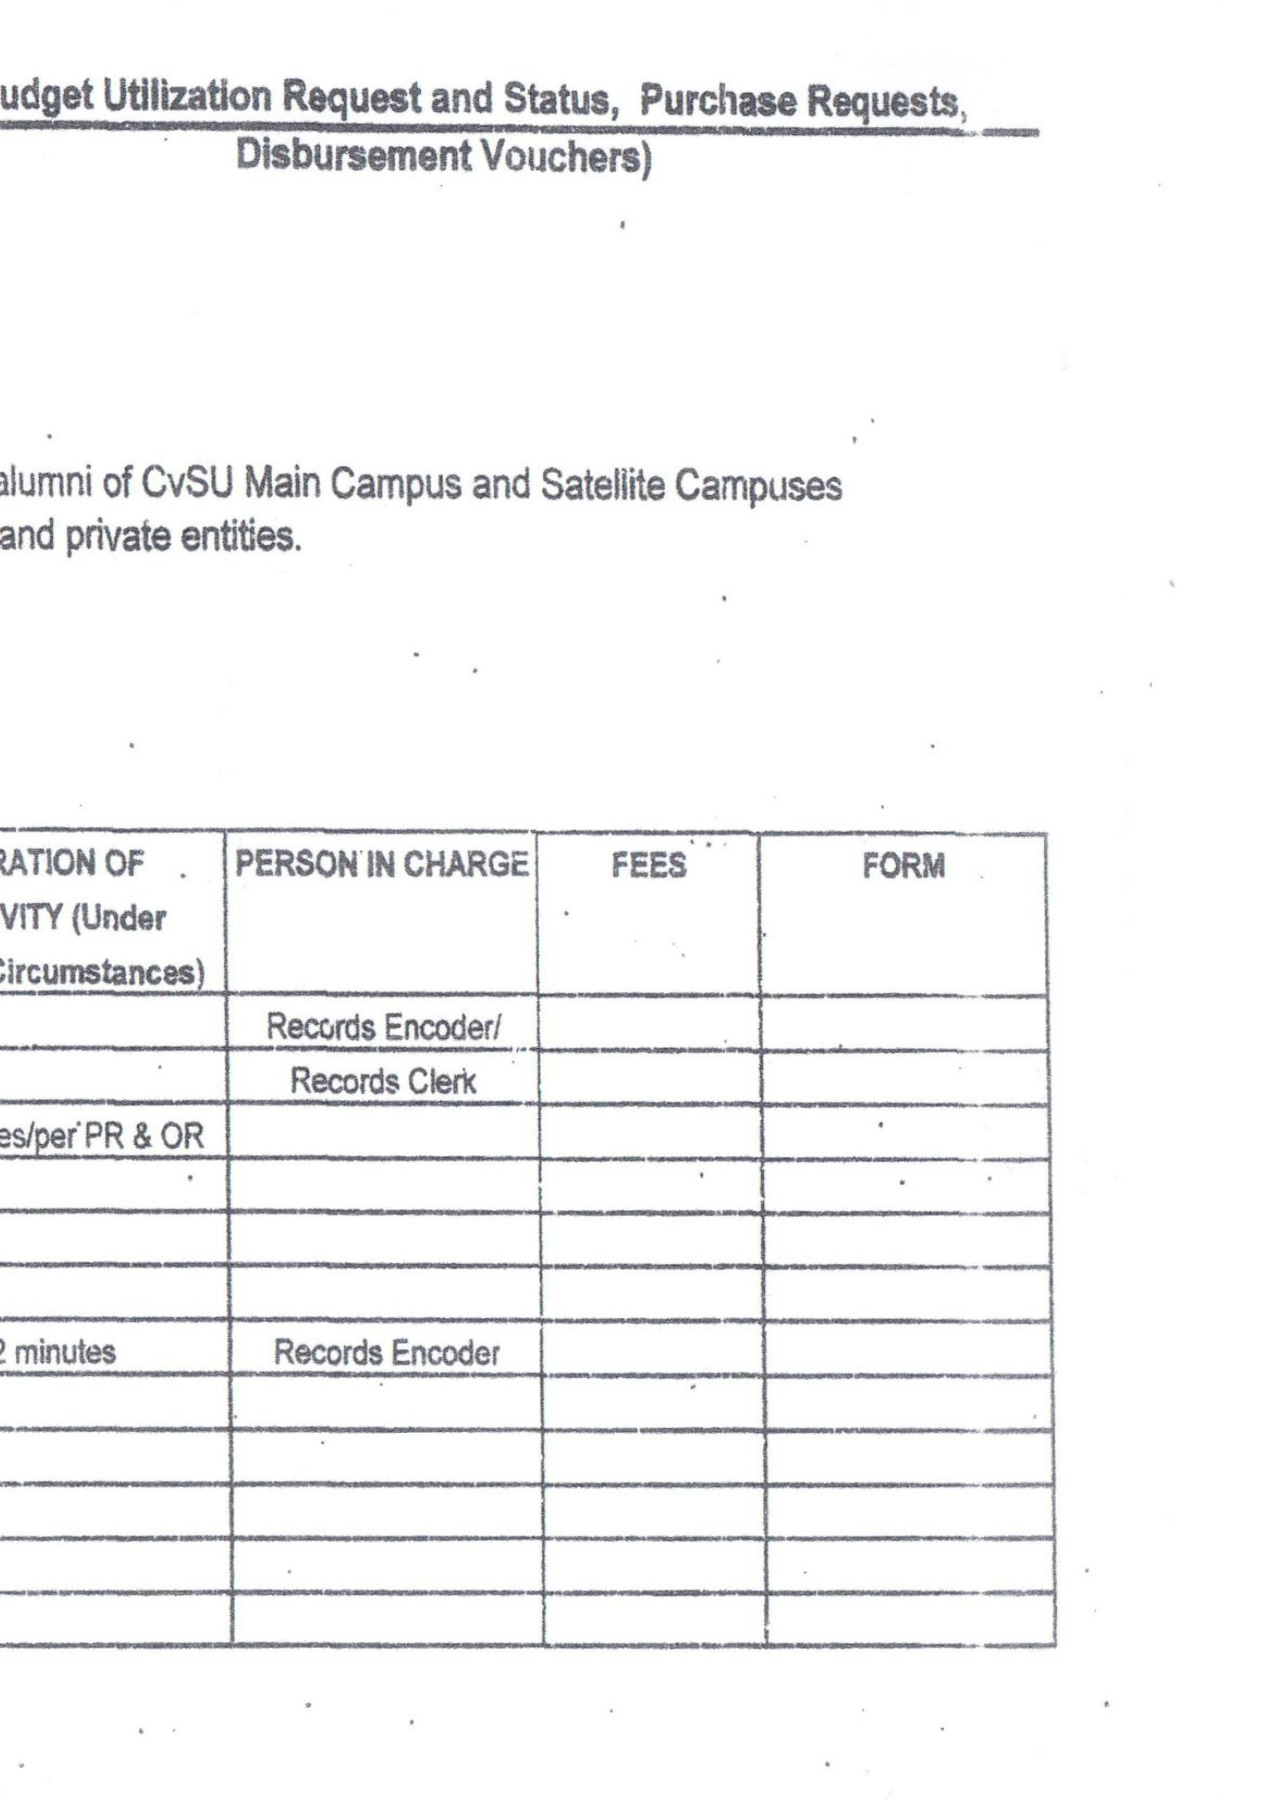 udget Utilization Request and Status, Purchase Requests,
Disbursement Vouchers)
alumni of CvSU Main Campus and Satellite Campuses
and private entities.
RATION OF PERSON IN CHARGE FEES FORM
VITY (Under
Circumstances)
Records Encoder/
Records Clerk
es/per PR & OR
2 minutes Records Encoder